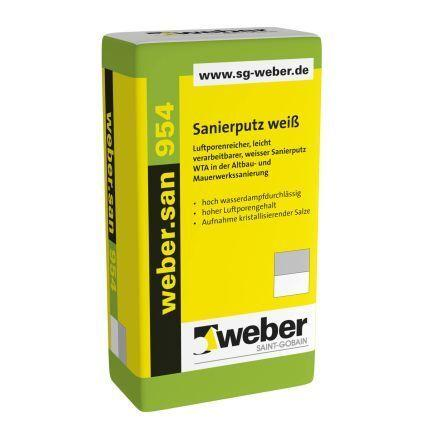 weber
www.sg-weber.de
weber.san 954
weber.san 954
Sanierputz weiß
Luftporenreicher, leicht
verarbeitbarer, weisser Sanierputz
WTA in der Altbau- und
Mauerwerkssanierung
• hoch wasserdampfdurchlässig
• hoher Luftporengehalt
• Aufnahme kristallisierender Salze
weber
SAINT-GOBAIN